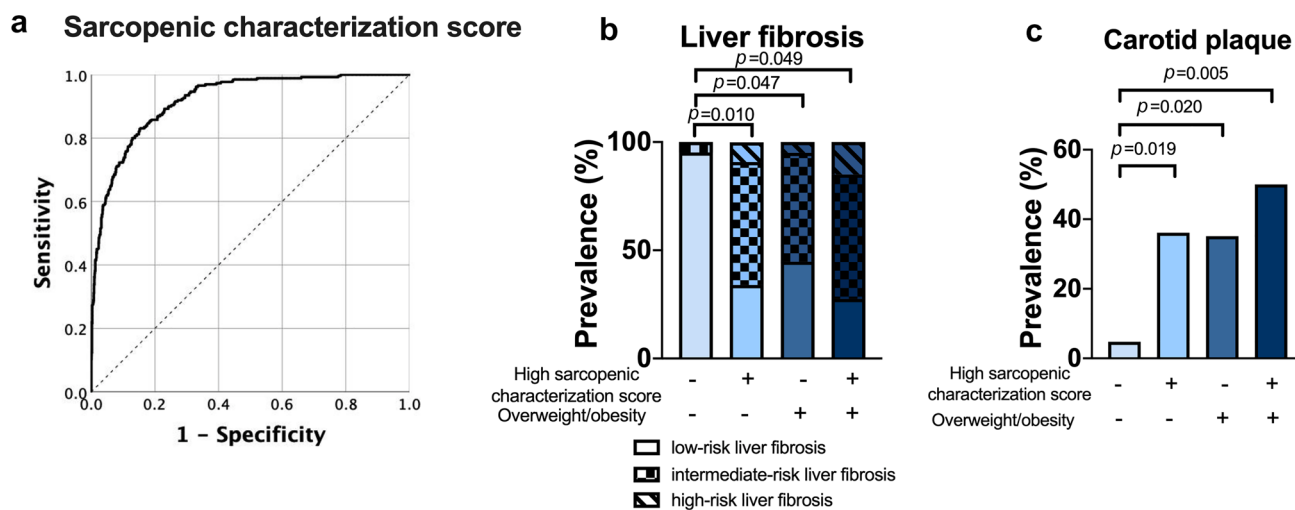 a Sarcopenic characterization score
1.0
0.8
0.6
0.4
0.2
0.0
0.0 0.2 0.4 0.6 0.8 1.0
Sensitivity
1 - Specificity
b Liver fibrosis
p=0.049
p=0.047
p=0.010
100
50
0
Prevalence (%)
High sarcopenic
characterization score - + - +
Overweight/obesity - - + +
low-risk liver fibrosis
intermediate-risk liver fibrosis
high-risk liver fibrosis
c Carotid plaque
p=0.005
p=0.020
p=0.019
60
40
20
0
Prevalence (%)
High sarcopenic
characterization score - + - +
Overweight/obesity - - + +